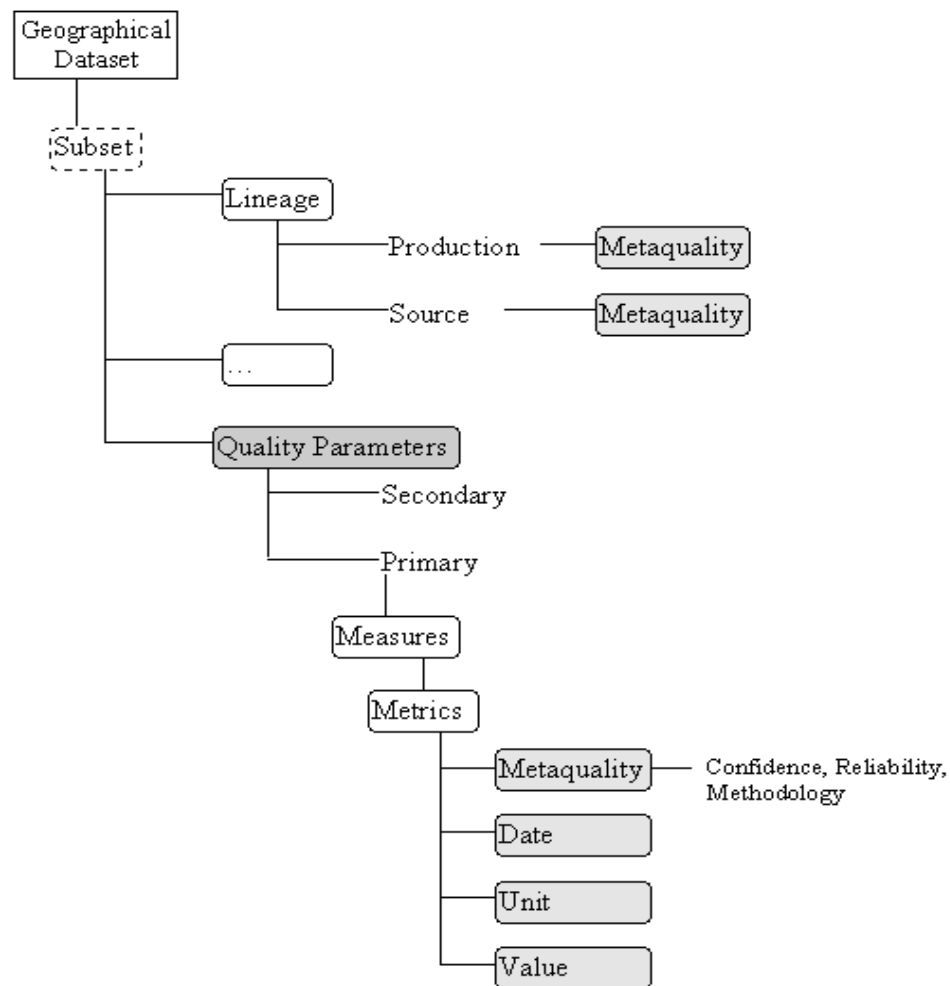 Geographical
Dataset
Subset
Lineage
Production
Metaquality
Source
Metaquality
...
Quality Parameters
Secondary
Primary
Measures
Metrics
Metaquality
Confidence, Reliability,
Methodology
Date
Unit
Value